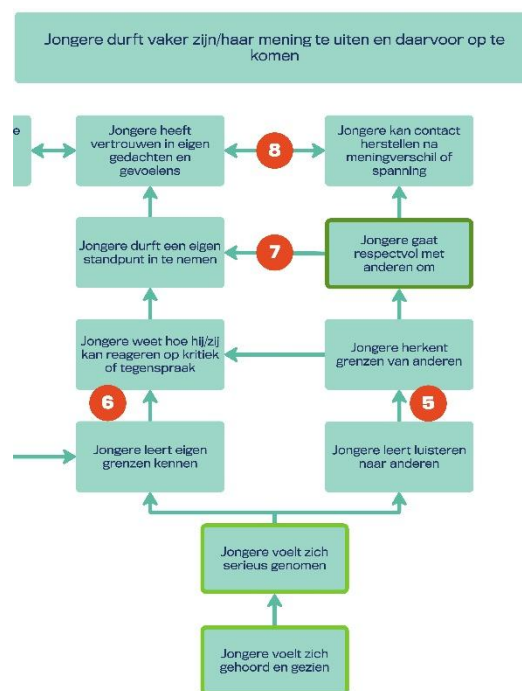 Jongere durft vaker zijn/haar mening te uiten en daarvoor op te
komen
e
Jongere heeft
vertrouwen in eigen
gedachten en
gevoelens
8
Jongere kan contact
herstellen na
meningverschil of
spanning
Jongere durft een eigen
standpunt in te nemen
7
Jongere gaat
respectvol met
anderen om
Jongere weet hoe hij/zij
kan reageren op kritiek
of tegenspraak
Jongere herkent
grenzen van anderen
6
5
Jongere leert eigen
grenzen kennen
Jongere leert luisteren
naar anderen
Jongere voelt zich
serieus genomen
Jongere voelt zich
gehoord en gezien